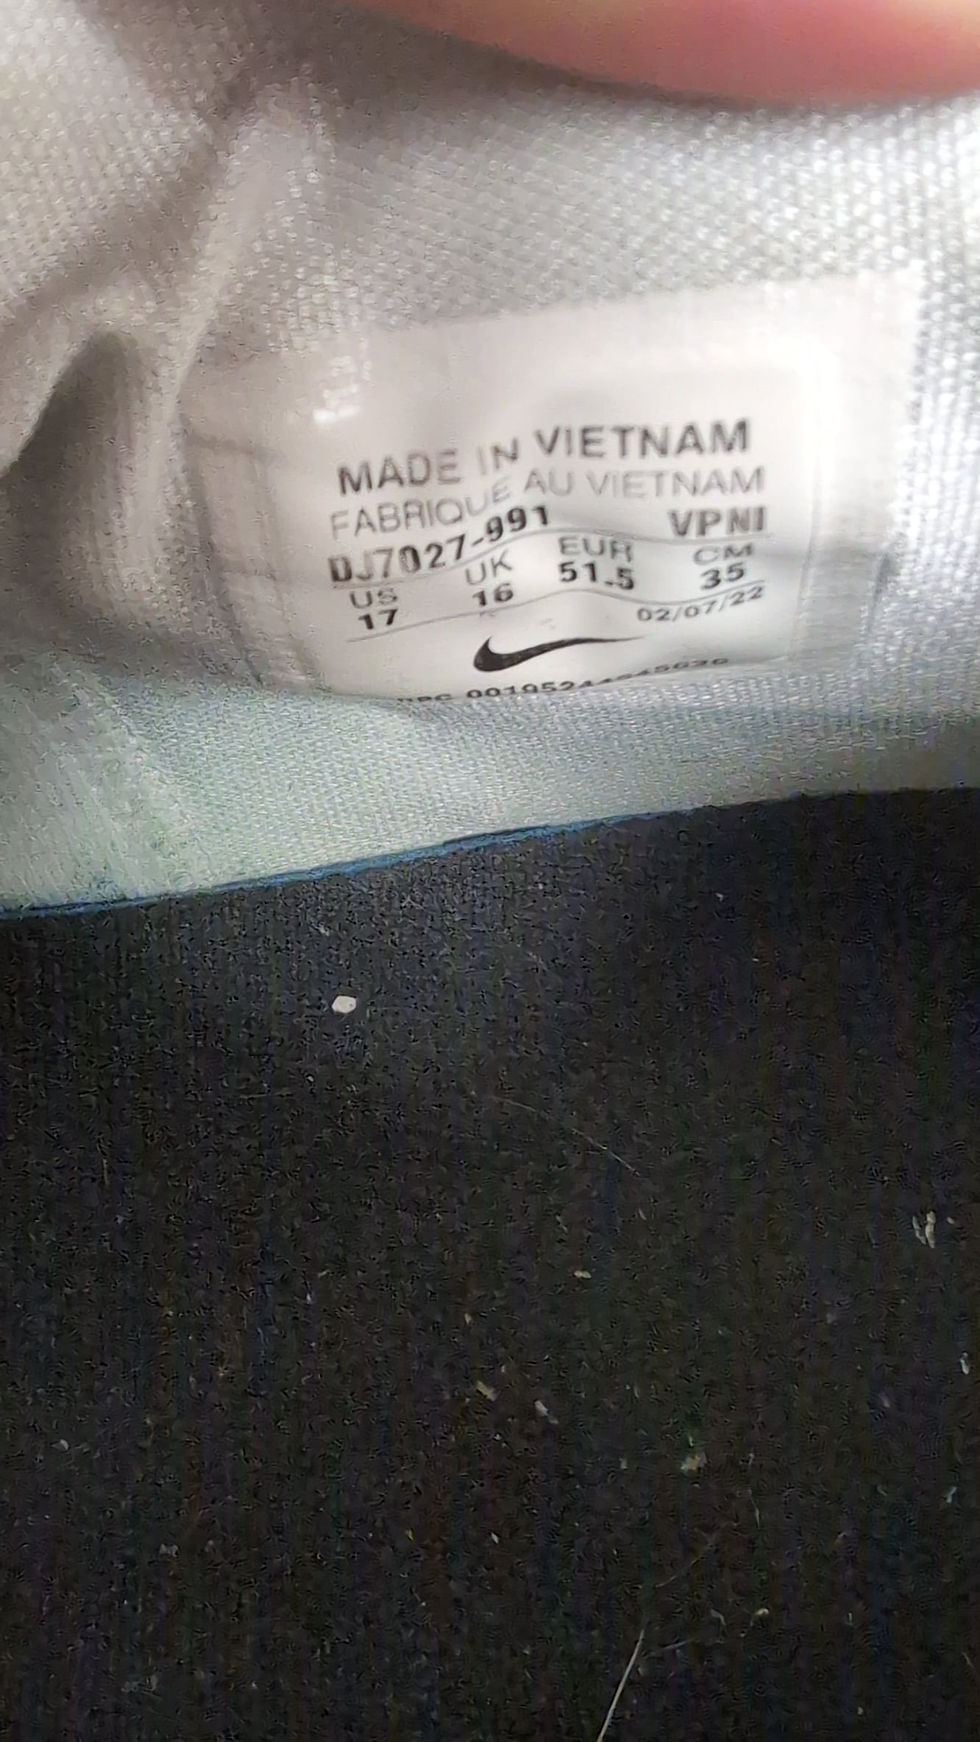 MADE IN VIETNAM
FABRIQUE AU VIETNAM
DJ7027-991 VPNI
US UK EUR CM
17 16 51.5 35
02/07/22